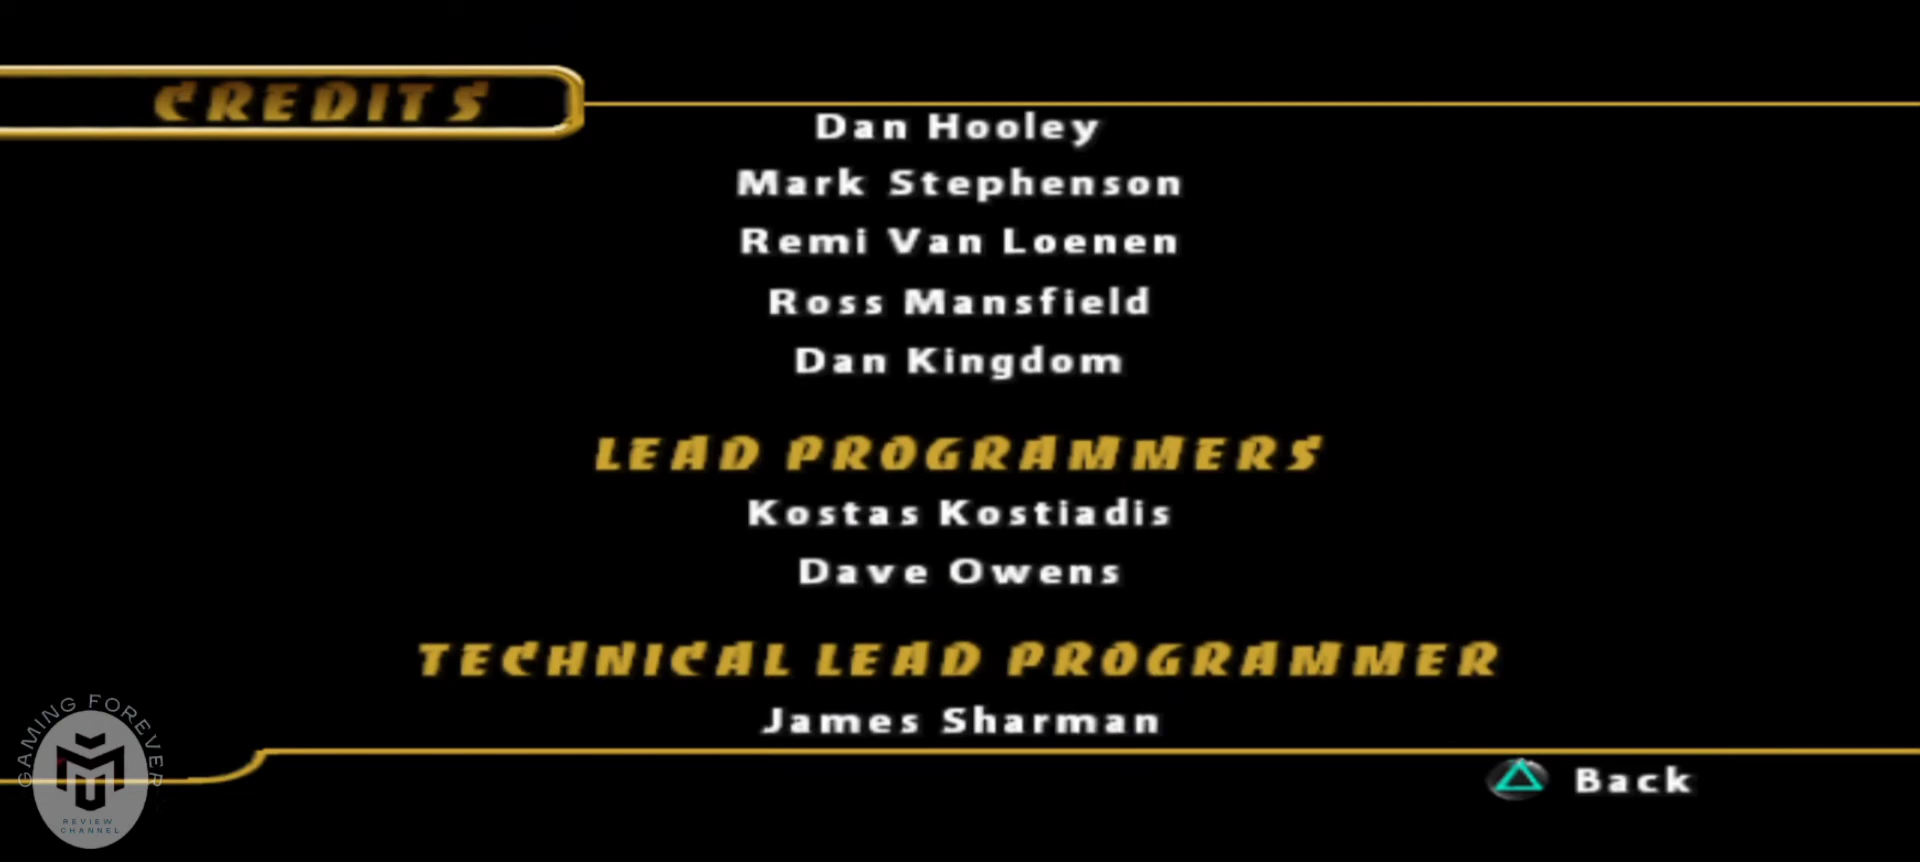 CREDITS
Dan Hooley
Mark Stephenson
Remi Van Loenen
Ross Mansfield
Dan Kingdom
LEAD PROGRAMMERS
Kostas Kostiadis
Dave Owens
TECHNICAL LEAD PROGRAMMER
James Sharman
GAMING FOREVER
REVIEW
CHANNEL
Back